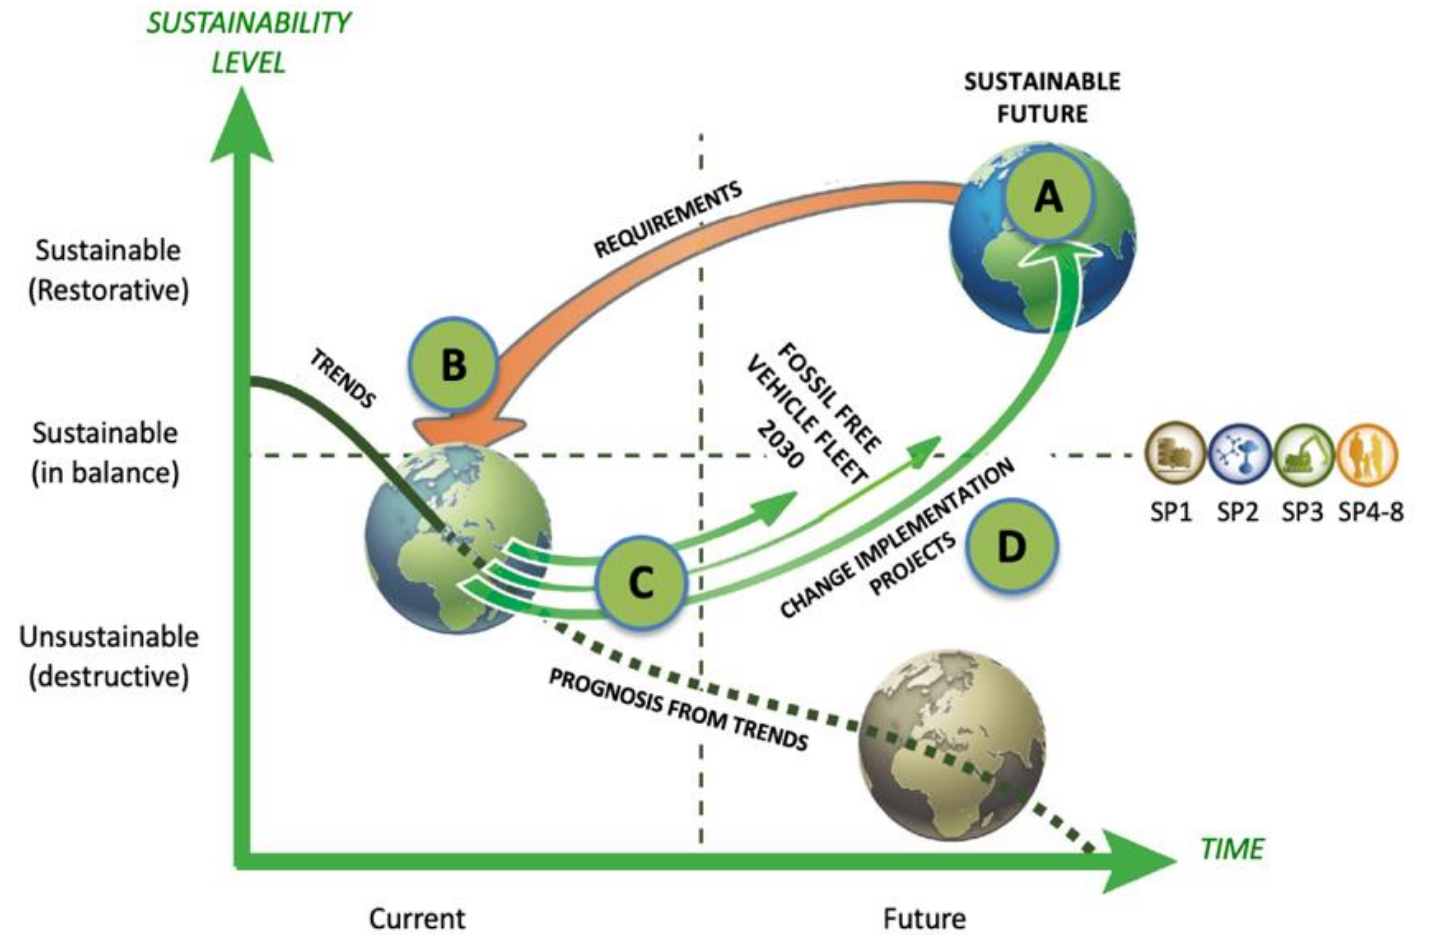 SUSTAINABILITY
LEVEL
SUSTAINABLE
FUTURE
A
REQUIREMENTS
Sustainable
(Restorative)
B
TRENDS
FOSSIL FREE
VEHICLE FLEET
2030
Sustainable
(in balance)
SP1 SP2 SP3 SP4-8
C
CHANGE IMPLEMENTATION
PROJECTS
D
Unsustainable
(destructive)
PROGNOSIS FROM TRENDS
TIME
Current
Future